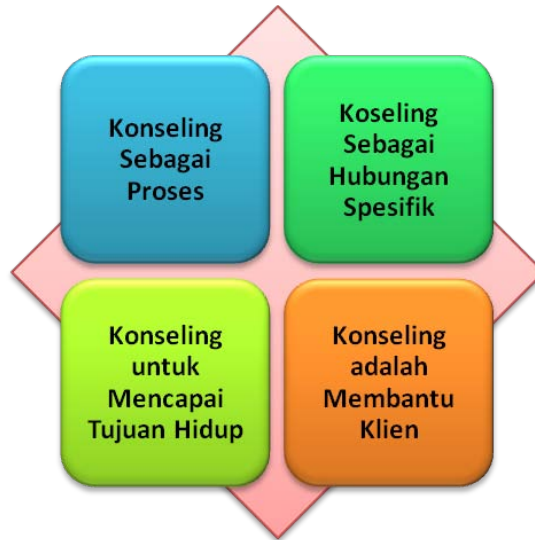 Konseling
Sebagai
Proses
Koseling
Sebagai
Hubungan
Spesifik
Konseling
untuk
Mencapai
Tujuan Hidup
Konseling
adalah
Membantu
Klien